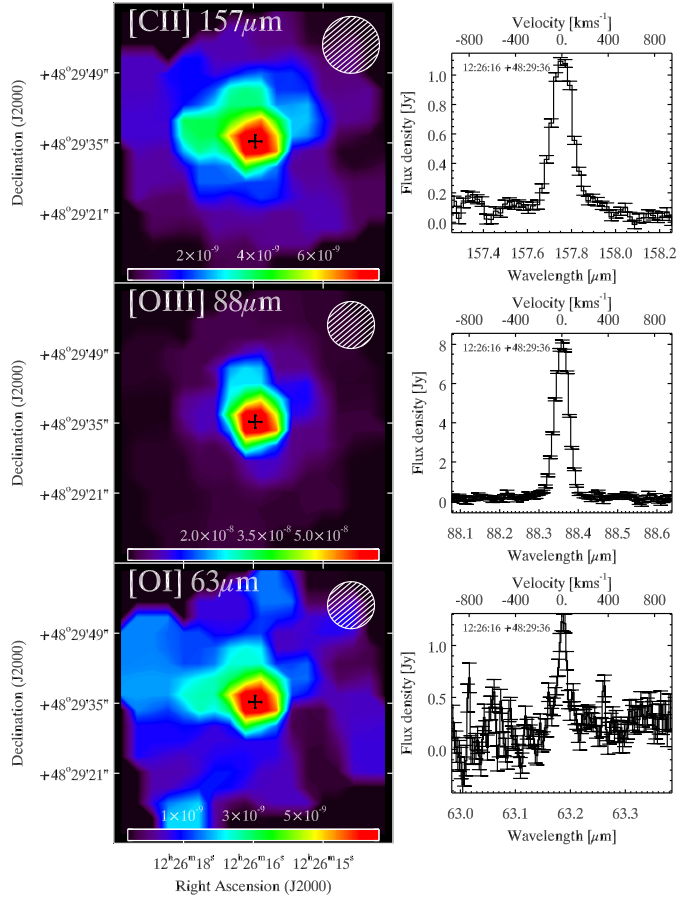 [CII] 157μm
Declination (J2000)
+48°29'49"
+48°29'35"
+48°29'21"
2×10⁻⁹ 4×10⁻⁹ 6×10⁻⁹
Velocity [kms⁻¹]
-800 -400 0. 400 800
12:26:16 +48:29:36
Flux density [Jy]
1.0
0.8
0.6
0.4
0.2
0.0
157.4 157.6 157.8 158.0 158.2
Wavelength [μm]
[OIII] 88μm
Declination (J2000)
+48°29'49"
+48°29'35"
+48°29'21"
2.0×10⁻⁸ 3.5×10⁻⁸ 5.0×10⁻⁸
Velocity [kms⁻¹]
-800 -400 0. 400 800
12:26:16 +48:29:36
Flux density [Jy]
8
6
4
2
0
88.1 88.2 88.3 88.4 88.5 88.6
Wavelength [μm]
[OI] 63μm
Declination (J2000)
+48°29'49"
+48°29'35"
+48°29'21"
1×10⁻⁹ 3×10⁻⁹ 5×10⁻⁹
12ʰ26ᵐ18ˢ 12ʰ26ᵐ16ˢ 12ʰ26ᵐ15ˢ
Right Ascension (J2000)
Velocity [kms⁻¹]
-800 -400 0. 400 800
12:26:16 +48:29:36
Flux density [Jy]
1.0
0.5
0.0
63.0 63.1 63.2 63.3
Wavelength [μm]